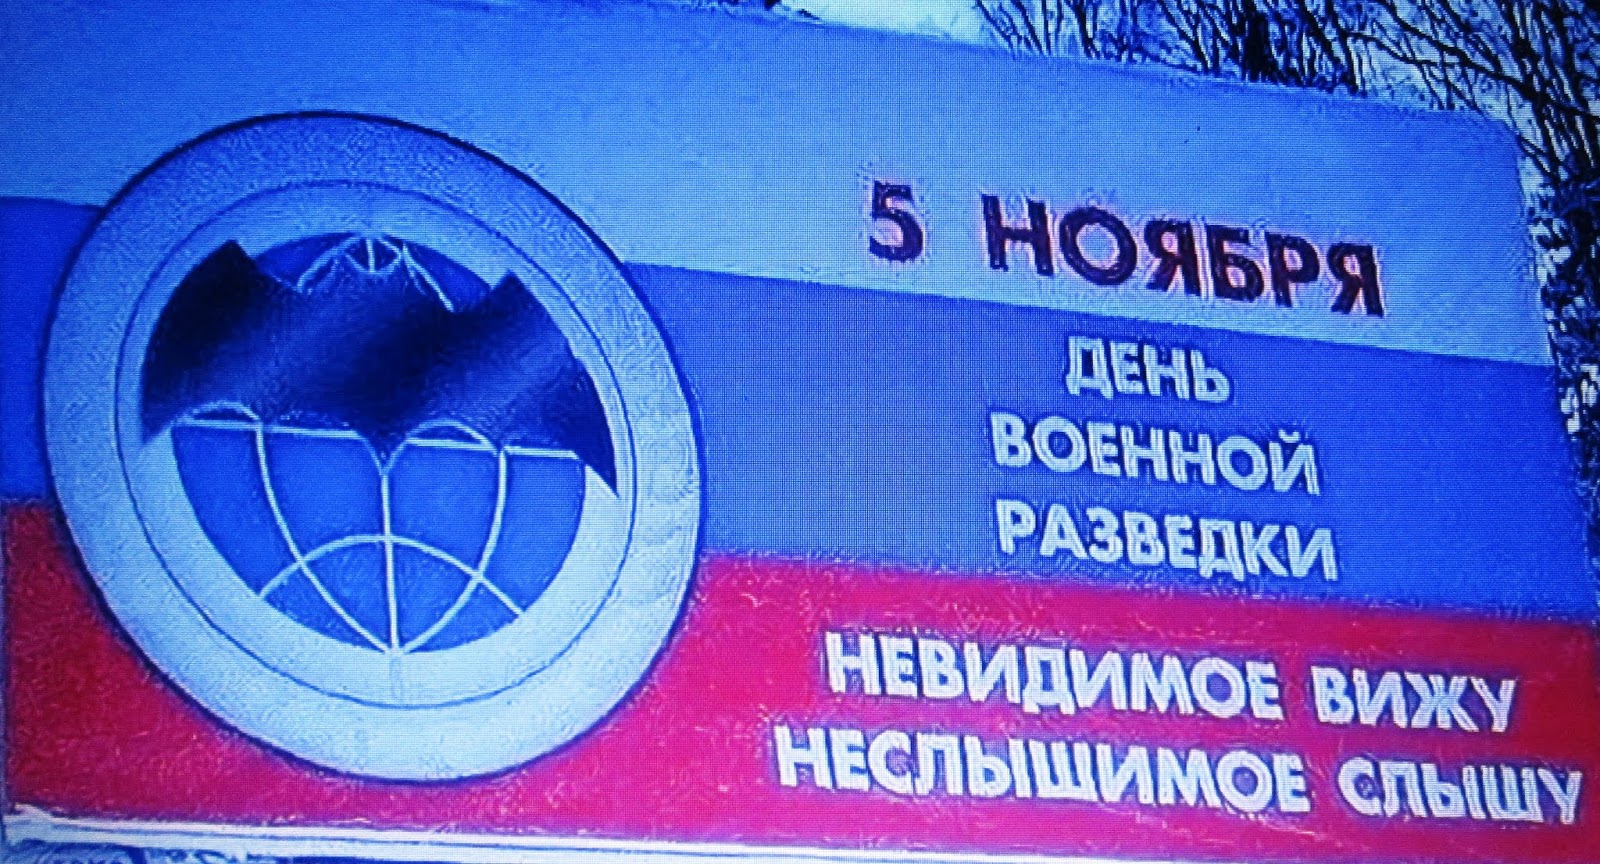 5 НОЯБРЯ
ДЕНЬ
ВОЕННОЙ
РАЗВЕДКИ
НЕВИДИМОЕ ВИЖУ
НЕСЛЫШИМОЕ СЛЫШУ